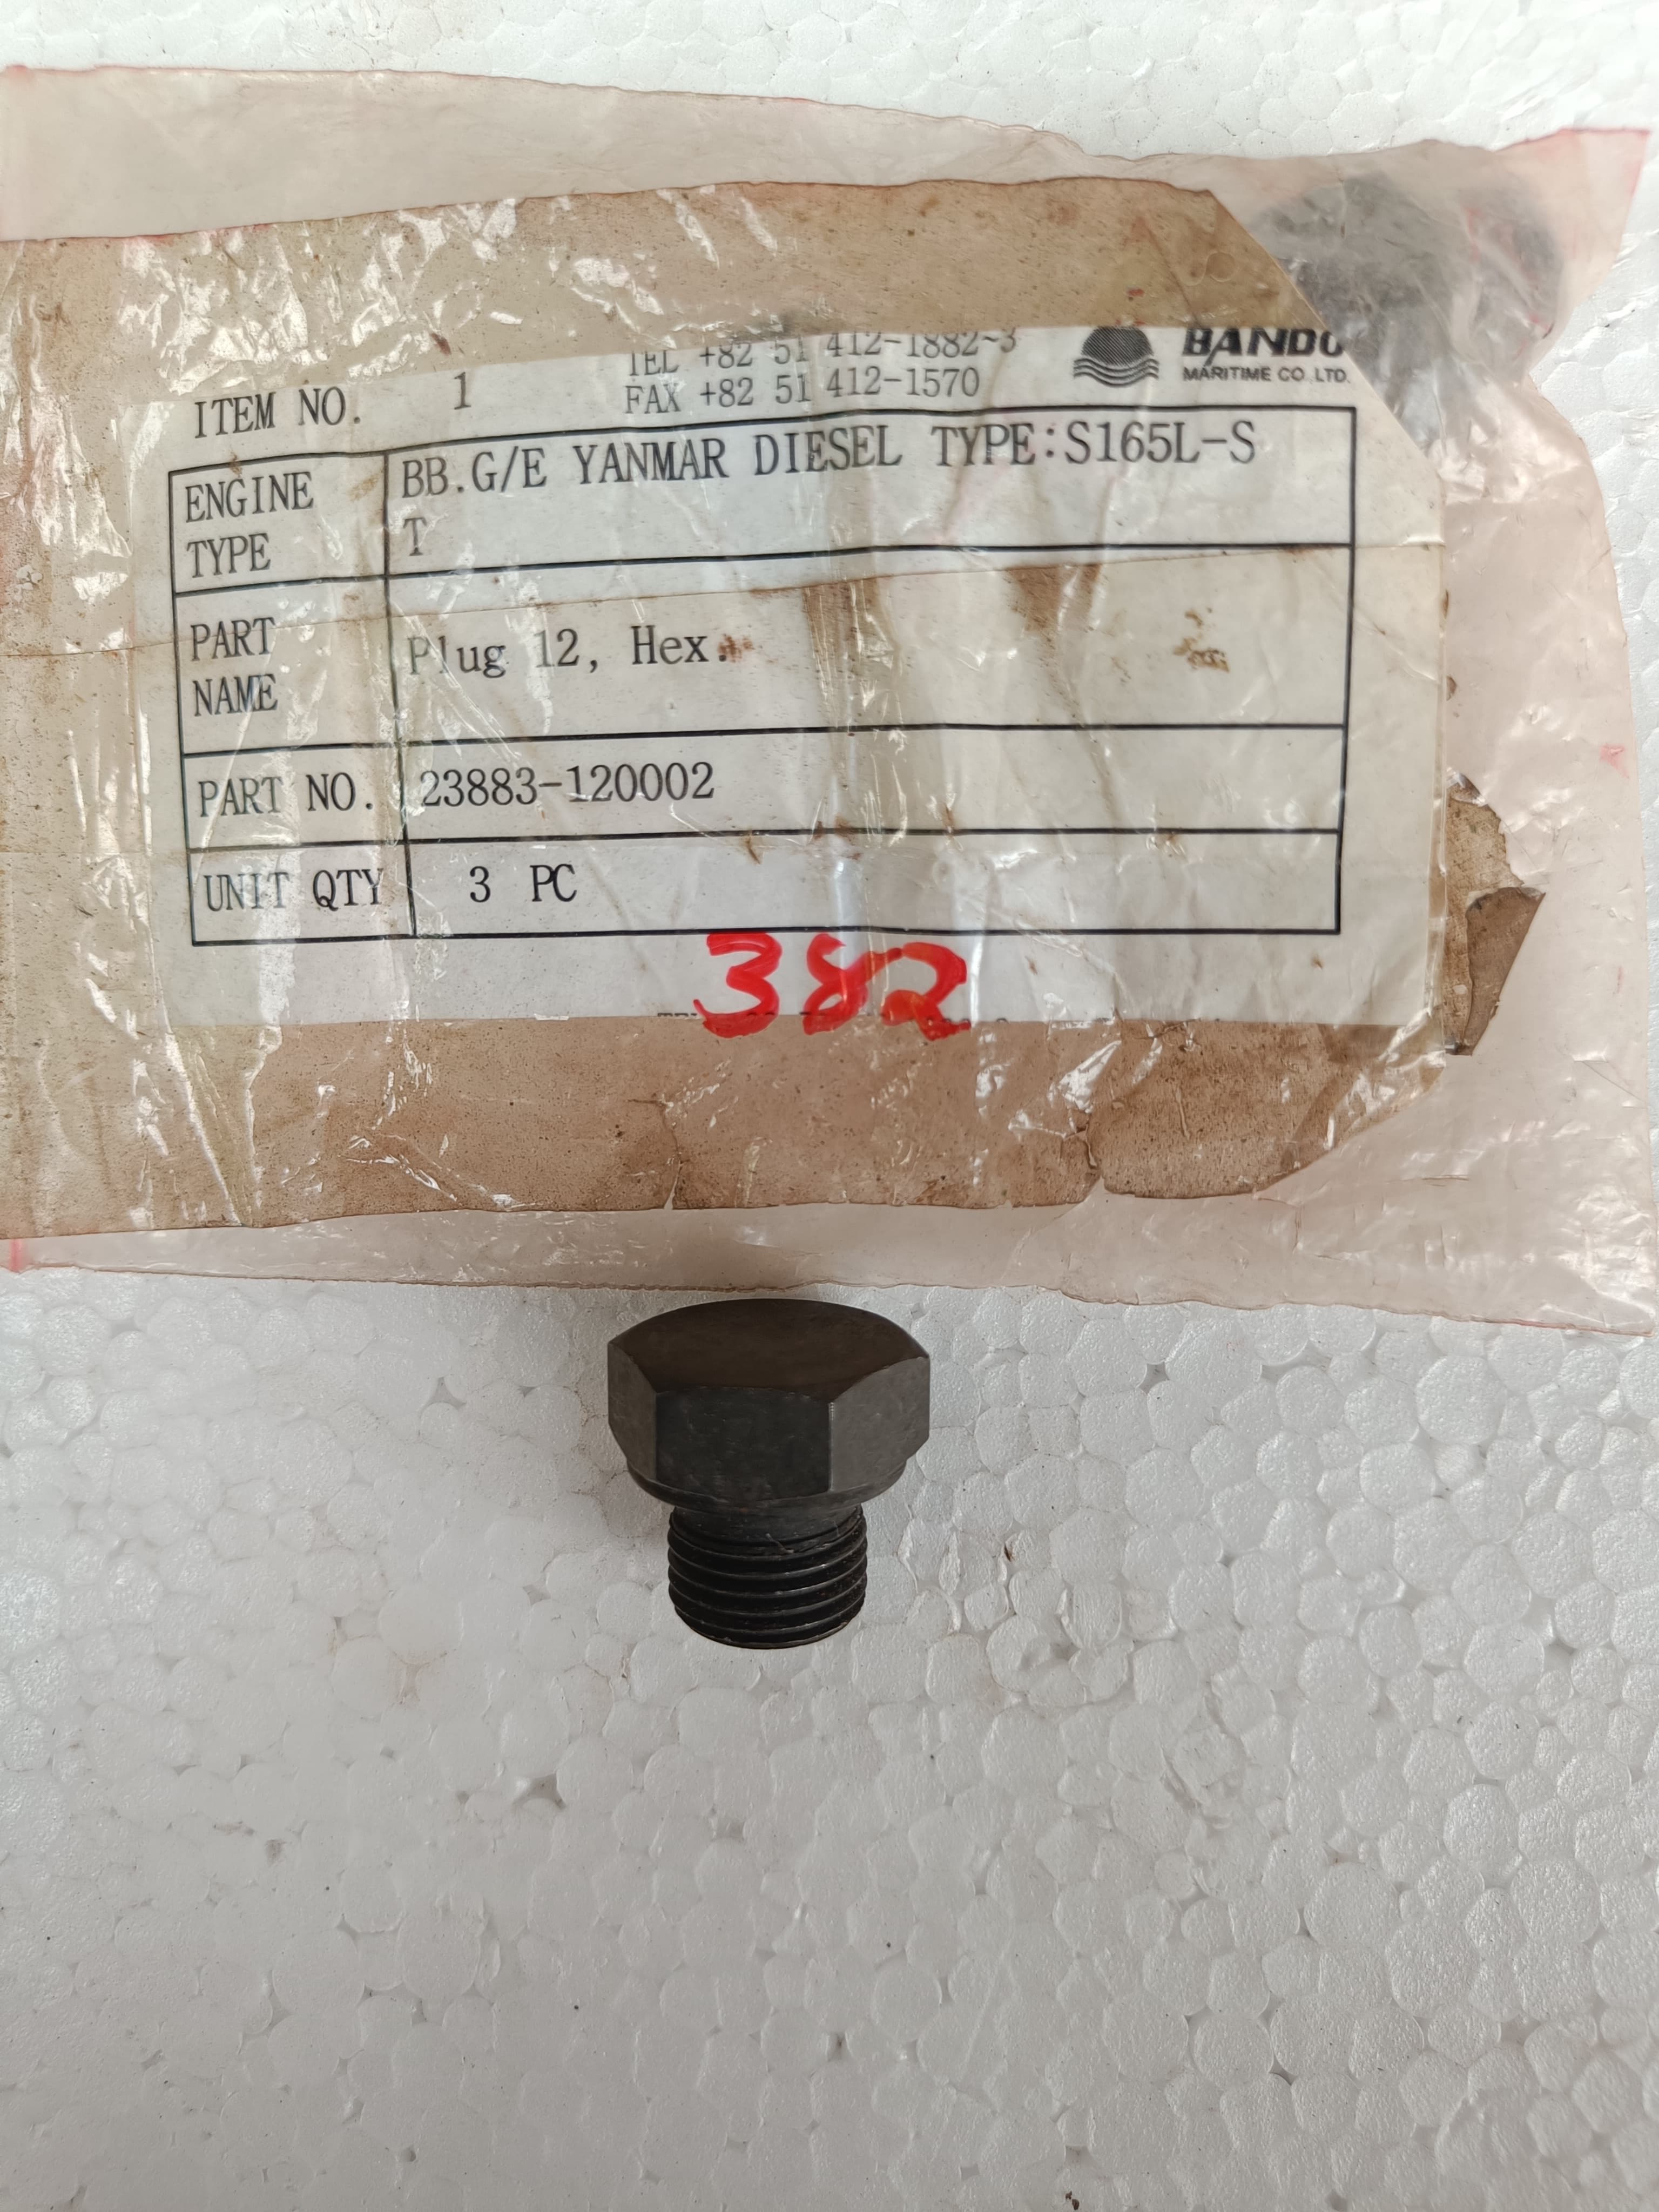 TEL +82 51 412-1882~3
BANDO
ITEM NO. 1
FAX +82 51 412-1570
MARITIME CO.,LTD.
ENGINE TYPE
BB.G/E YANMAR DIESEL TYPE:S165L-S
T
PART NAME
Plug 12, Hex.
PART NO.
23883-120002
UNIT QTY
3 PC
382